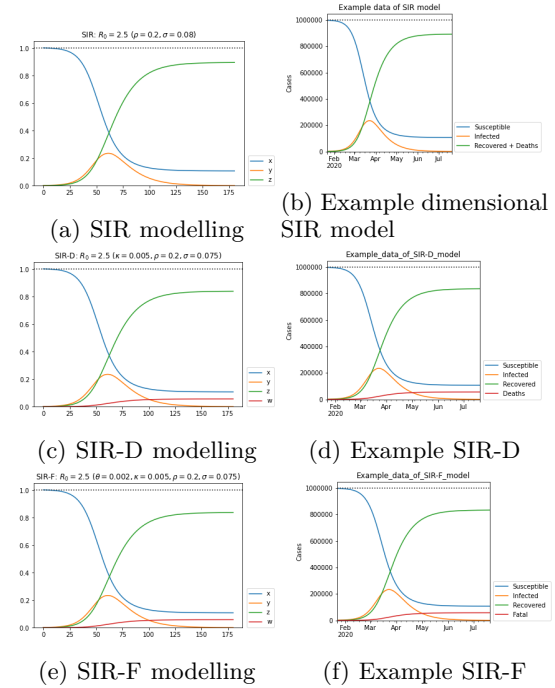 SIR: R₀ = 2.5 (ρ = 0.2, σ = 0.08)
1.0
0.8
0.6
0.4
0.2
0.0
0 25 50 75 100 125 150 175
x
y
z
(a) SIR modelling
Example data of SIR model
1000000
800000
600000
400000
200000
0
Cases
Feb Mar Apr May Jun Jul
2020
Susceptible
Infected
Recovered + Deaths
(b) Example dimensional
SIR model
SIR-D: R₀ = 2.5 (κ = 0.005, ρ = 0.2, σ = 0.075)
1.0
0.8
0.6
0.4
0.2
0.0
0 25 50 75 100 125 150 175
x
y
z
w
(c) SIR-D modelling
Example_data_of_SIR-D_model
1000000
800000
600000
400000
200000
0
Cases
Feb Mar Apr May Jun Jul
2020
Susceptible
Infected
Recovered
Deaths
(d) Example SIR-D
SIR-F: R₀ = 2.5 (θ = 0.002, κ = 0.005, ρ = 0.2, σ = 0.075)
1.0
0.8
0.6
0.4
0.2
0.0
0 25 50 75 100 125 150 175
x
y
z
w
(e) SIR-F modelling
Example_data_of_SIR-F_model
1000000
800000
600000
400000
200000
0
Cases
Feb Mar Apr May Jun Jul
2020
Susceptible
Infected
Recovered
Fatal
(f) Example SIR-F